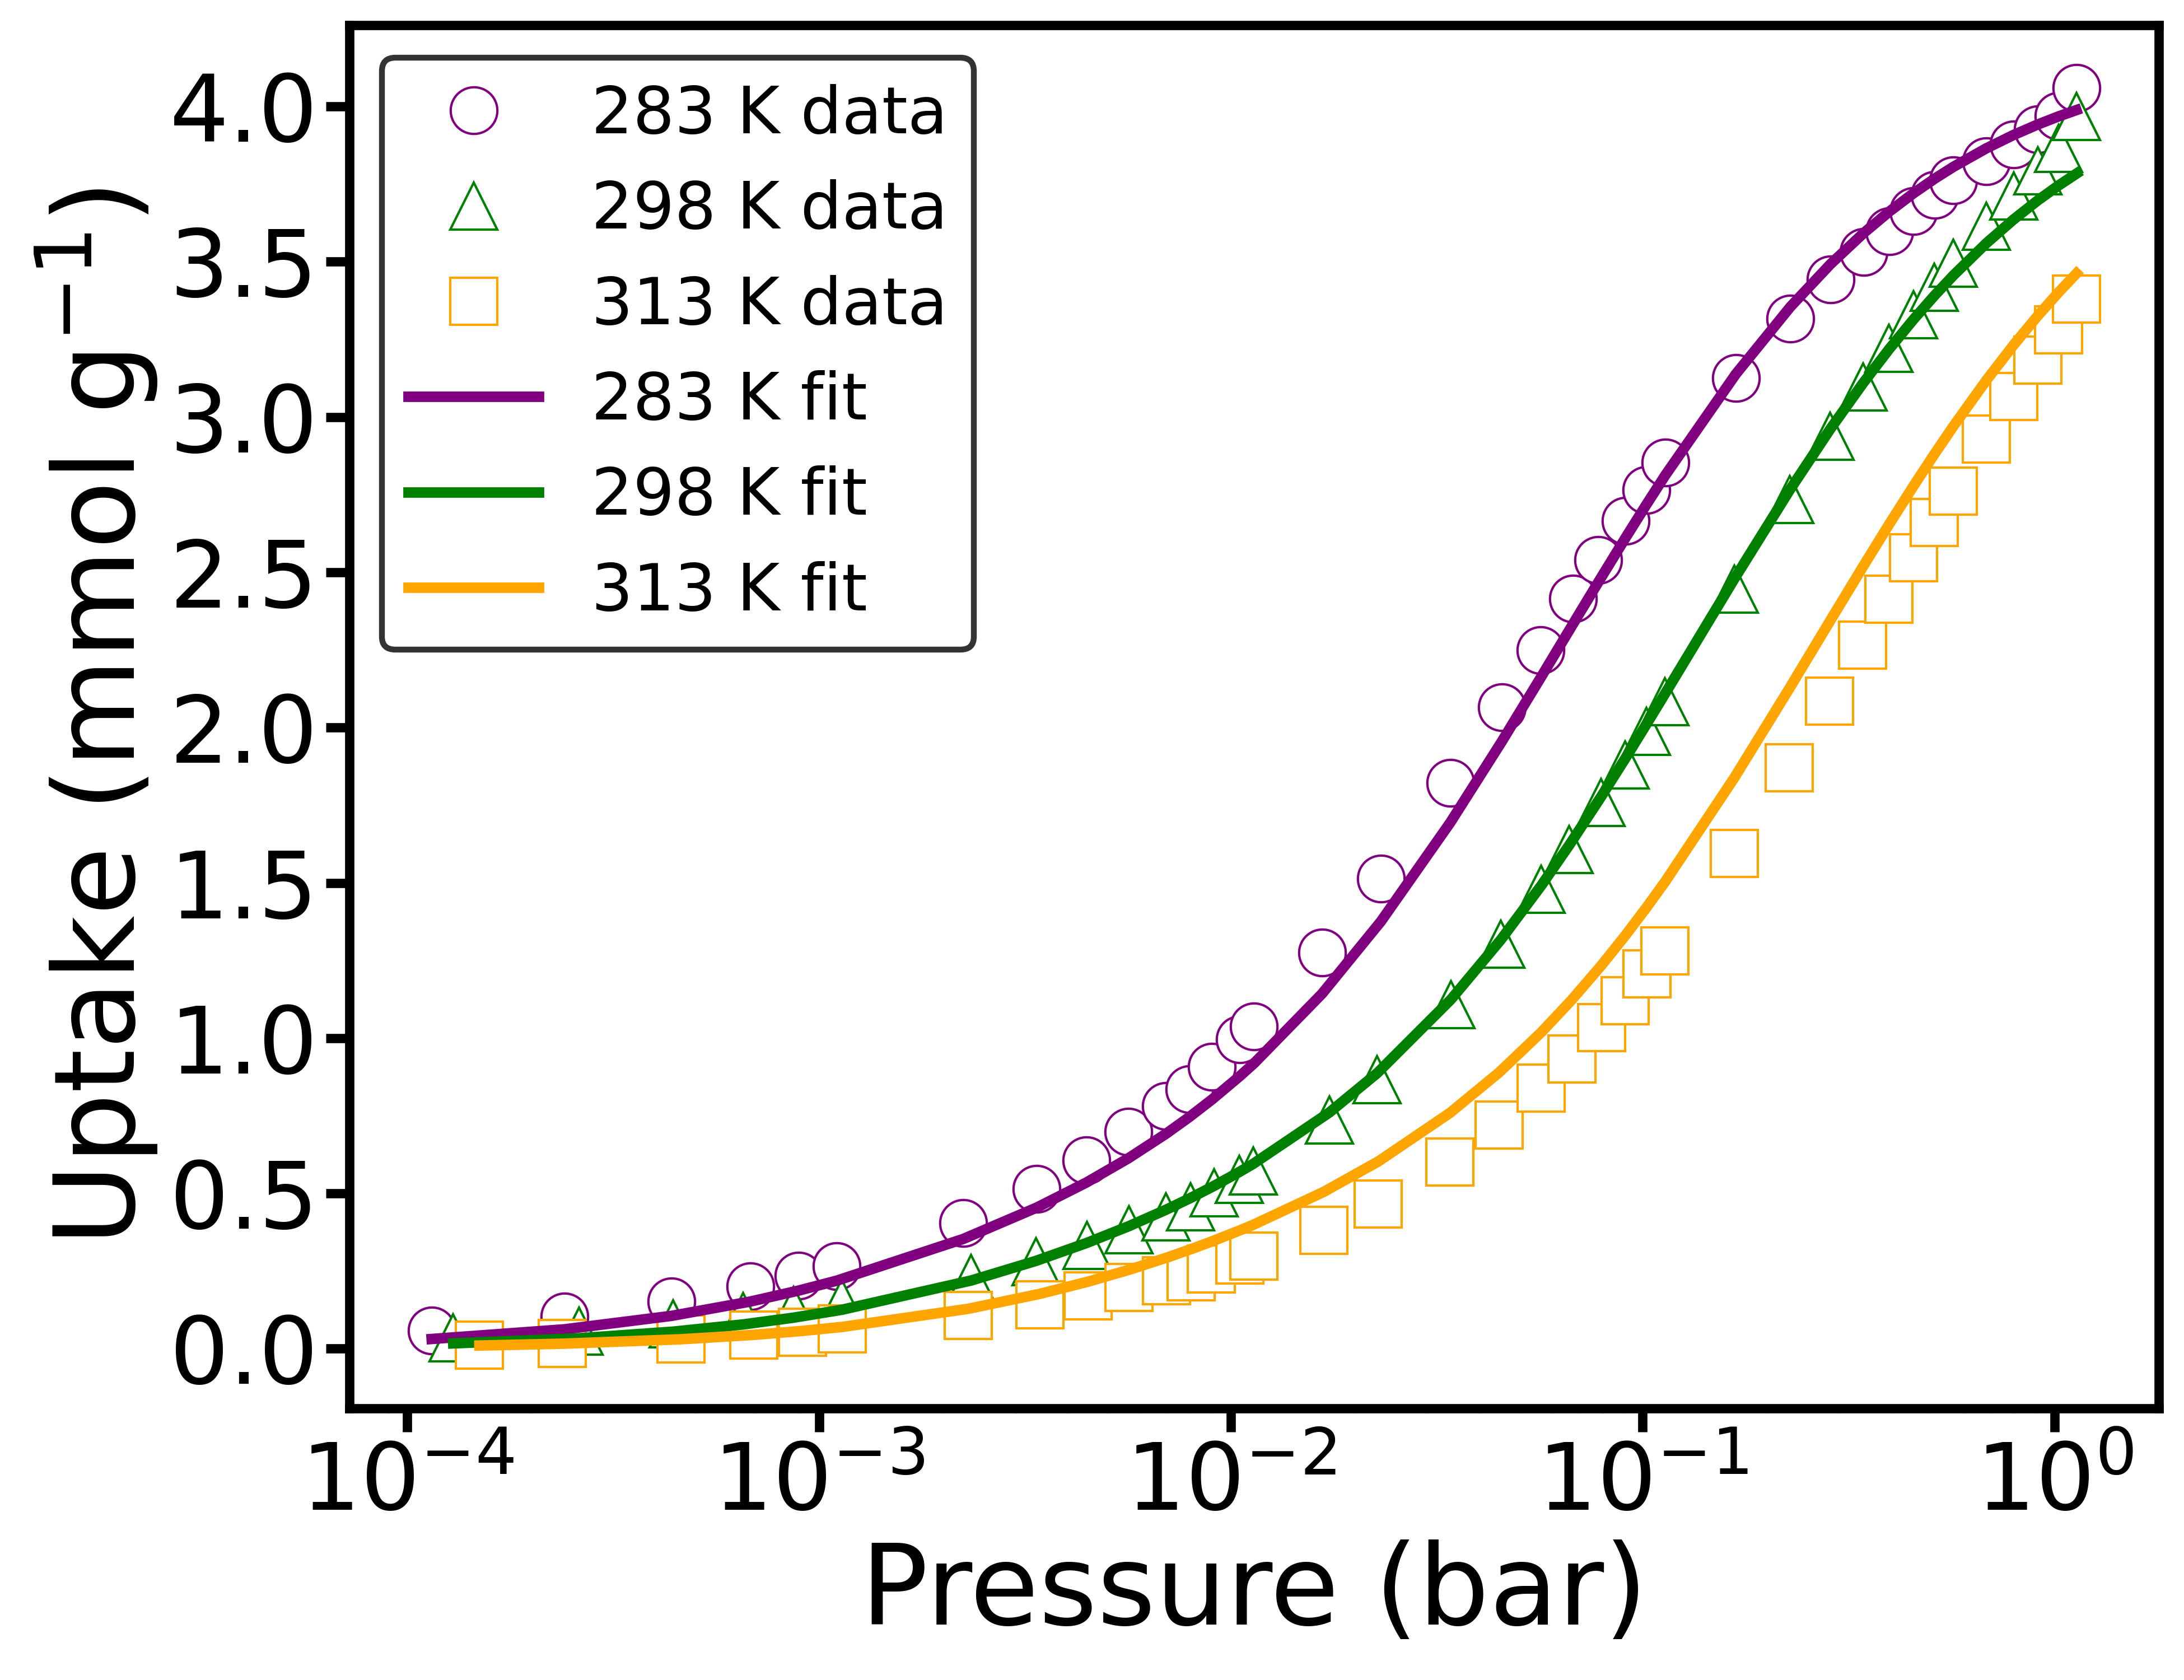 283 K data
298 K data
313 K data
283 K fit
298 K fit
313 K fit
Uptake (mmol g⁻¹)
4.0
3.5
3.0
2.5
2.0
1.5
1.0
0.5
0.0
10⁻⁴ 10⁻³ 10⁻² 10⁻¹ 10⁰
Pressure (bar)